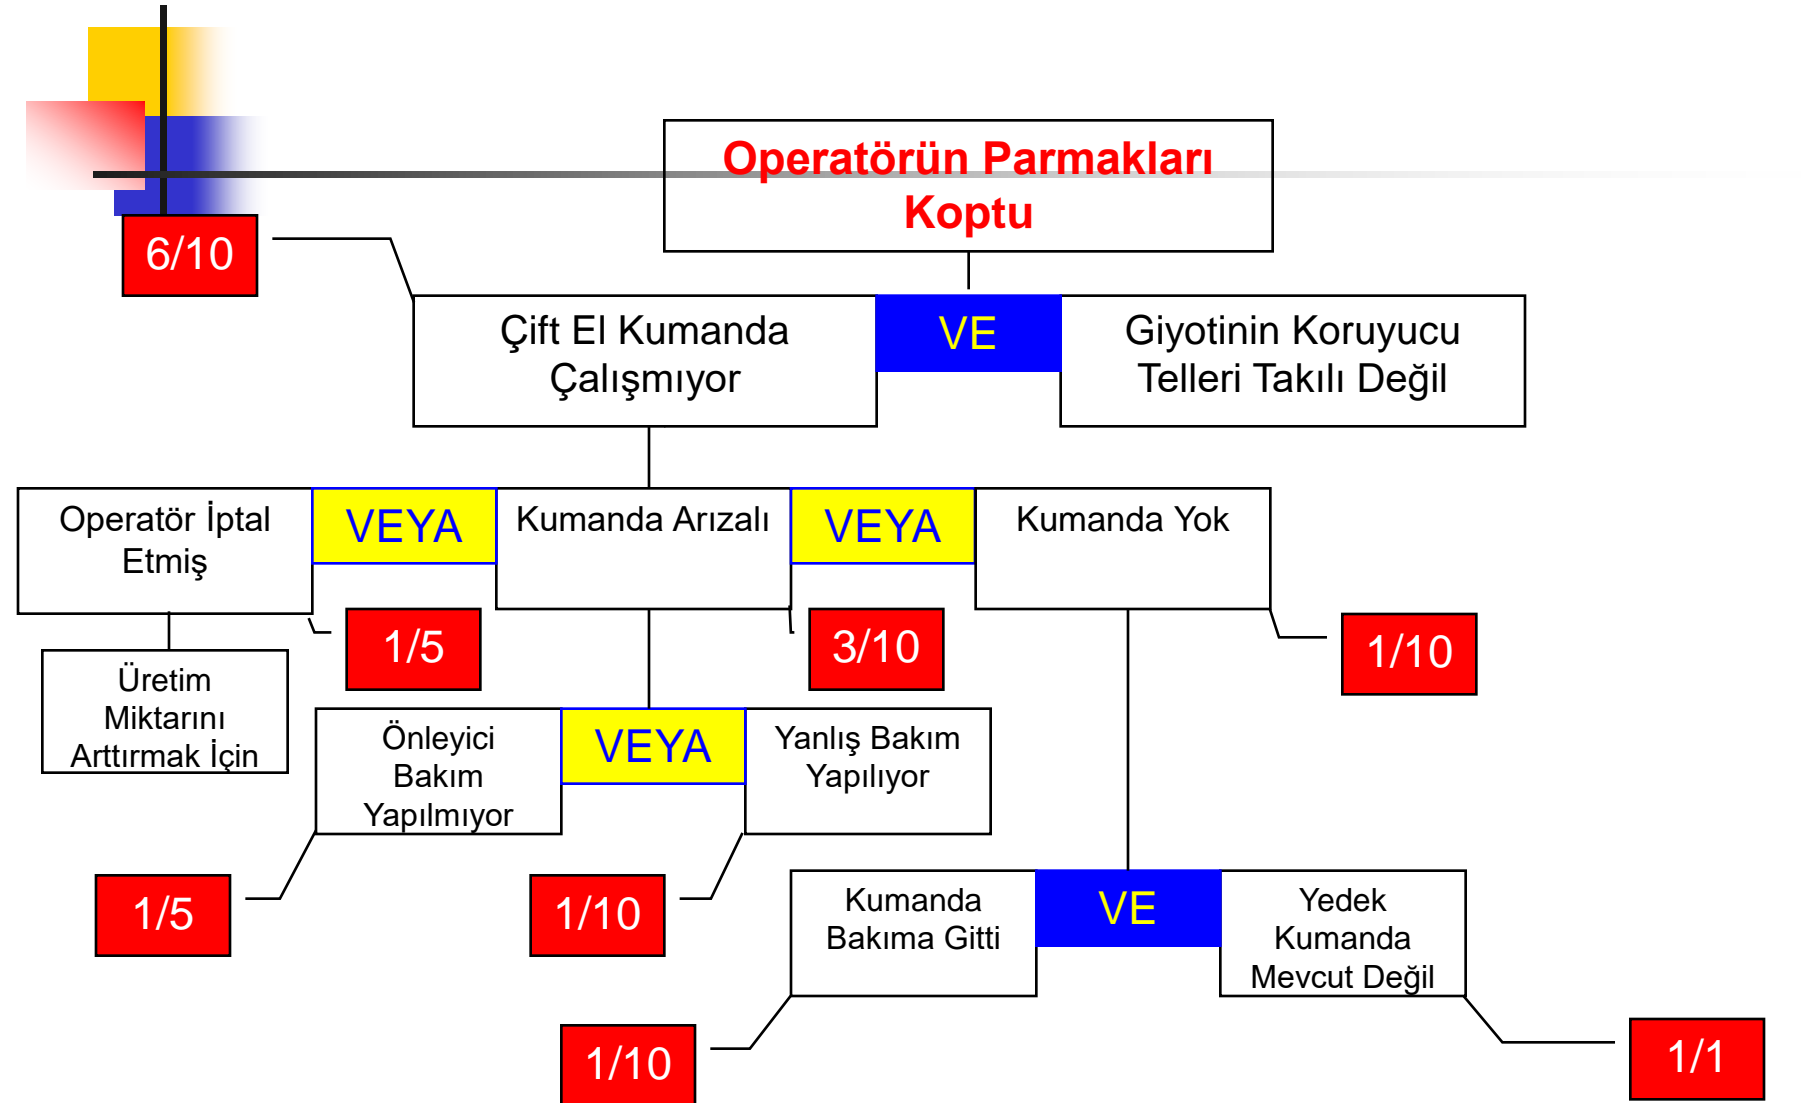 Operatörün Parmakları
Koptu
6/10
Çift El Kumanda
Çalışmıyor
VE
Giyotinin Koruyucu
Telleri Takılı Değil
Operatör İptal
Etmiş
VEYA
Kumanda Arızalı
VEYA
Kumanda Yok
1/5
3/10
1/10
Üretim
Miktarını
Arttırmak İçin
Önleyici
Bakım
Yapılmıyor
VEYA
Yanlış Bakım
Yapılıyor
1/5
1/10
Kumanda
Bakıma Gitti
VE
Yedek
Kumanda
Mevcut Değil
1/10
1/1